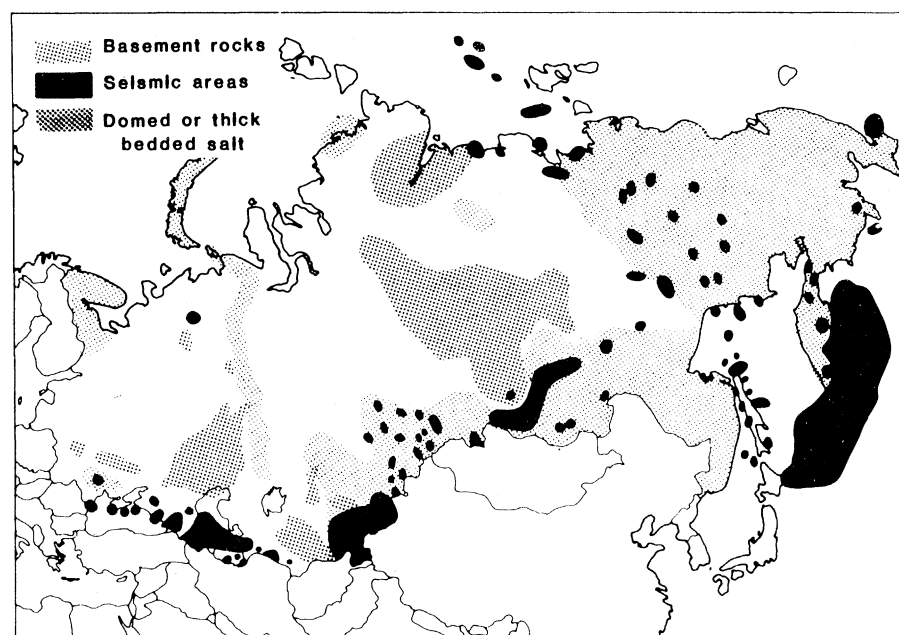 Basement rocks
Seismic areas
Domed or thick
bedded salt